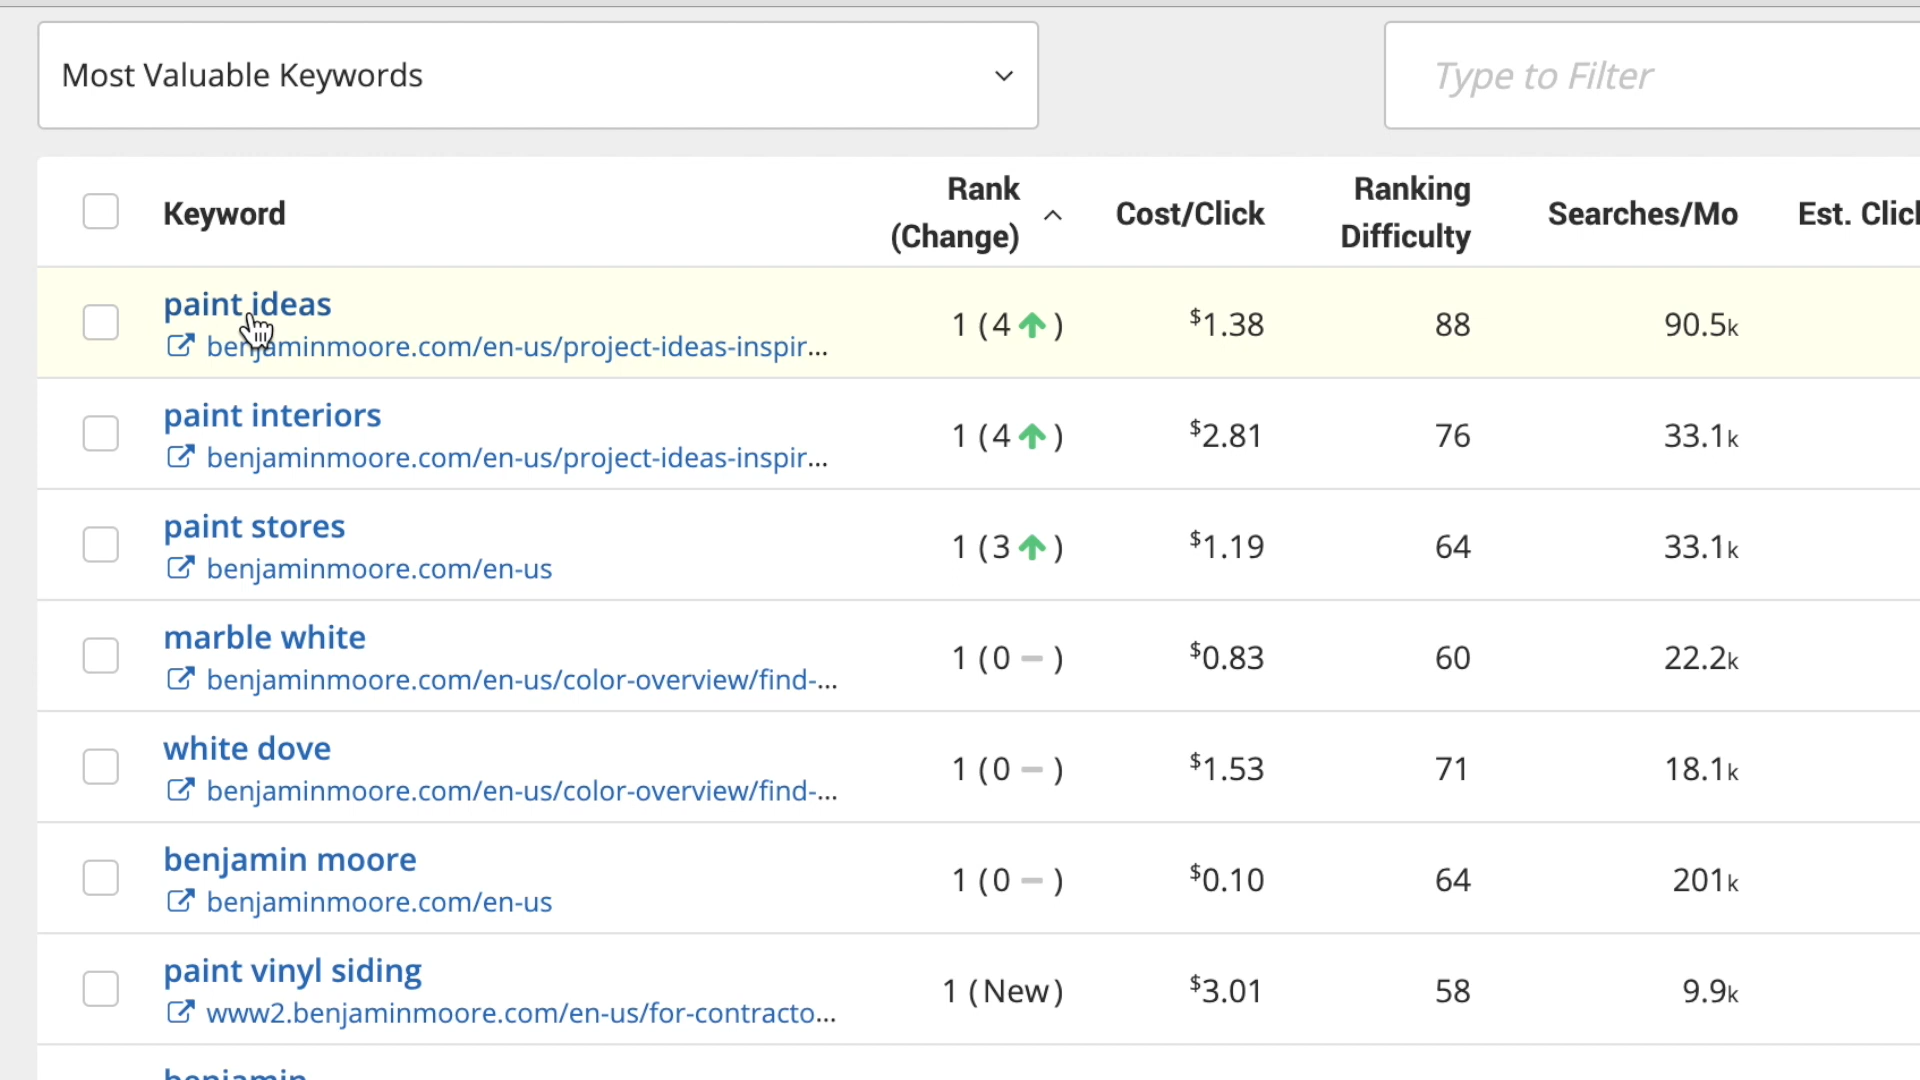 Most Valuable Keywords
Type to Filter
Keyword
Rank
(Change)
Cost/Click
Ranking
Difficulty
Searches/Mo
Est. Click
paint ideas
benjaminmoore.com/en-us/project-ideas-inspir...
1 (4 )
$1.38
88
90.5k
paint interiors
benjaminmoore.com/en-us/project-ideas-inspir...
1 (4 )
$2.81
76
33.1k
paint stores
benjaminmoore.com/en-us
1 (3 )
$1.19
64
33.1k
marble white
benjaminmoore.com/en-us/color-overview/find-...
1 (0 – )
$0.83
60
22.2k
white dove
benjaminmoore.com/en-us/color-overview/find-...
1 (0 – )
$1.53
71
18.1k
benjamin moore
benjaminmoore.com/en-us
1 (0 – )
$0.10
64
201k
paint vinyl siding
www2.benjaminmoore.com/en-us/for-contracto...
1 (New)
$3.01
58
9.9k
benjamin